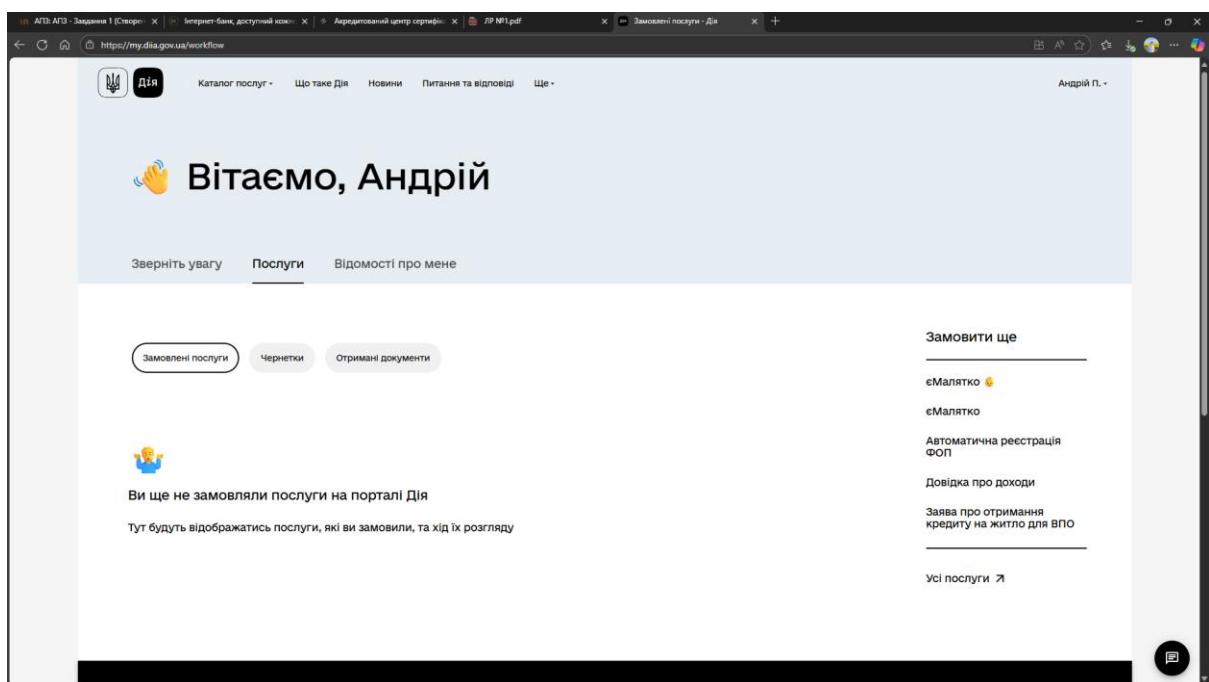 АПЗ: АПЗ - Завдання 1 (Створе
Інтернет-банк, доступний кожн
Акредитований центр сертифік
ЛР №1.pdf
Замовлені послуги - Дія
https://my.diia.gov.ua/workflow
Дія
Каталог послуг
Що таке Дія
Новини
Питання та відповіді
Ще
Андрій П.
Вітаємо, Андрій
Зверніть увагу
Послуги
Відомості про мене
Замовлені послуги
Чернетки
Отримані документи
Ви ще не замовляли послуги на порталі Дія
Тут будуть відображатись послуги, які ви замовили, та хід їх розгляду
Замовити ще
єМалятко
єМалятко
Автоматична реєстрація
ФОП
Довідка про доходи
Заява про отримання
кредиту на житло для ВПО
Усі послуги